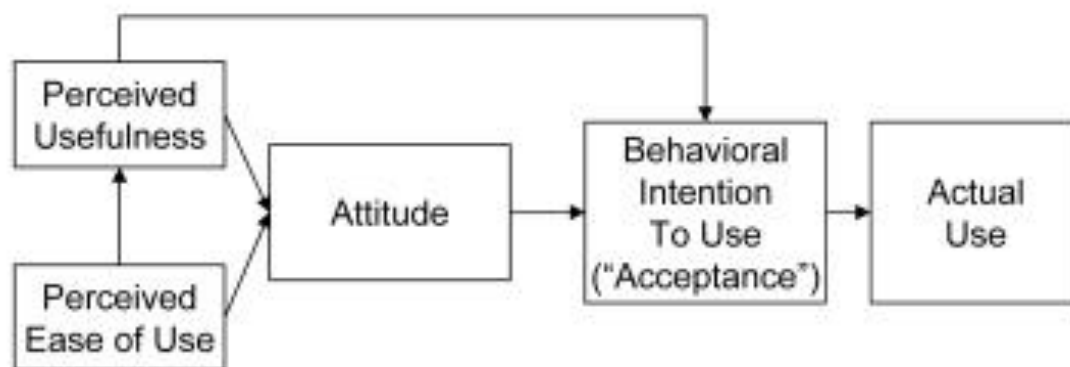 Perceived
Usefulness
Perceived
Ease of Use
Attitude
Behavioral
Intention
To Use
(“Acceptance”)
Actual
Use